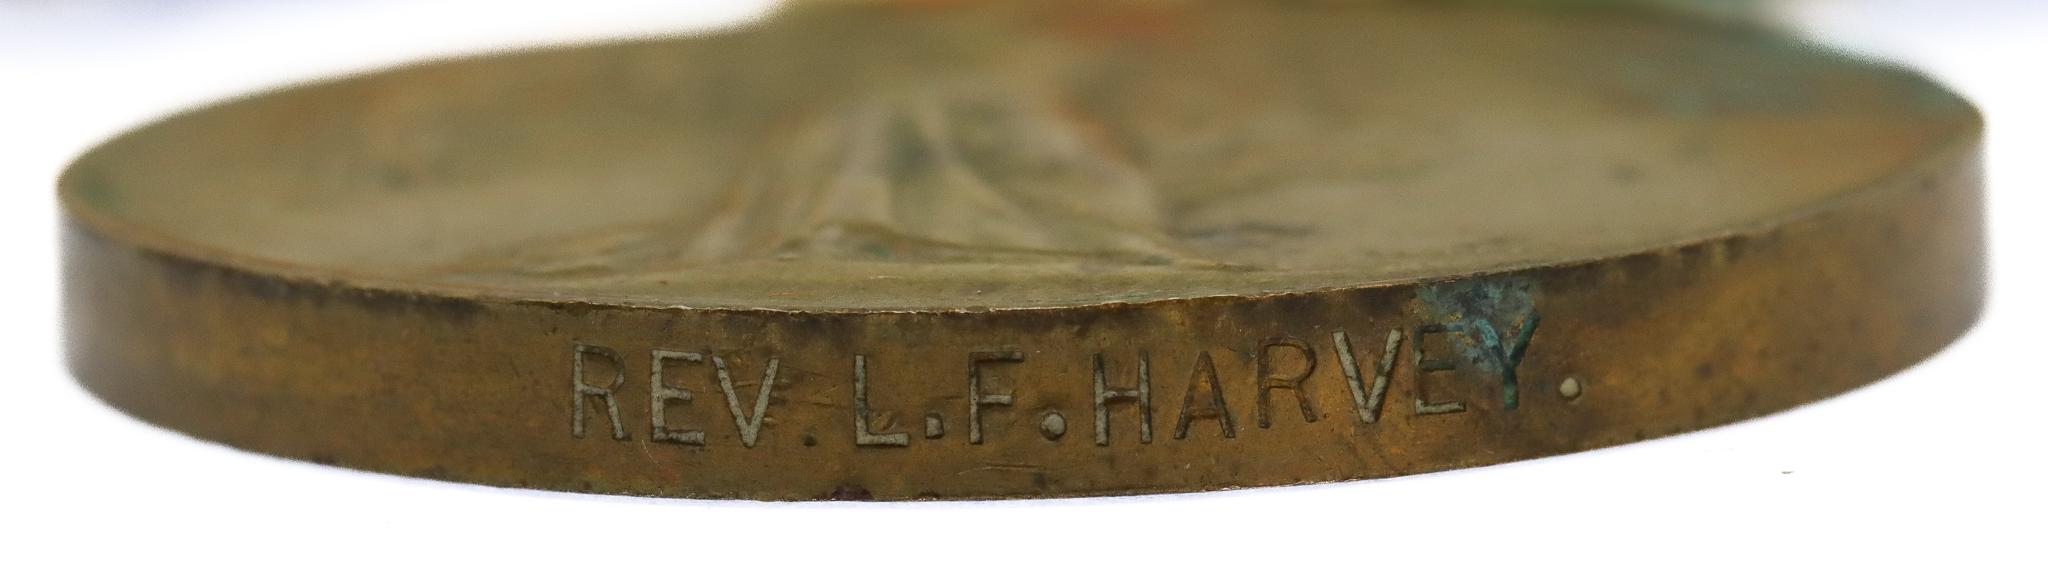 REV. L.F.HARVEY.